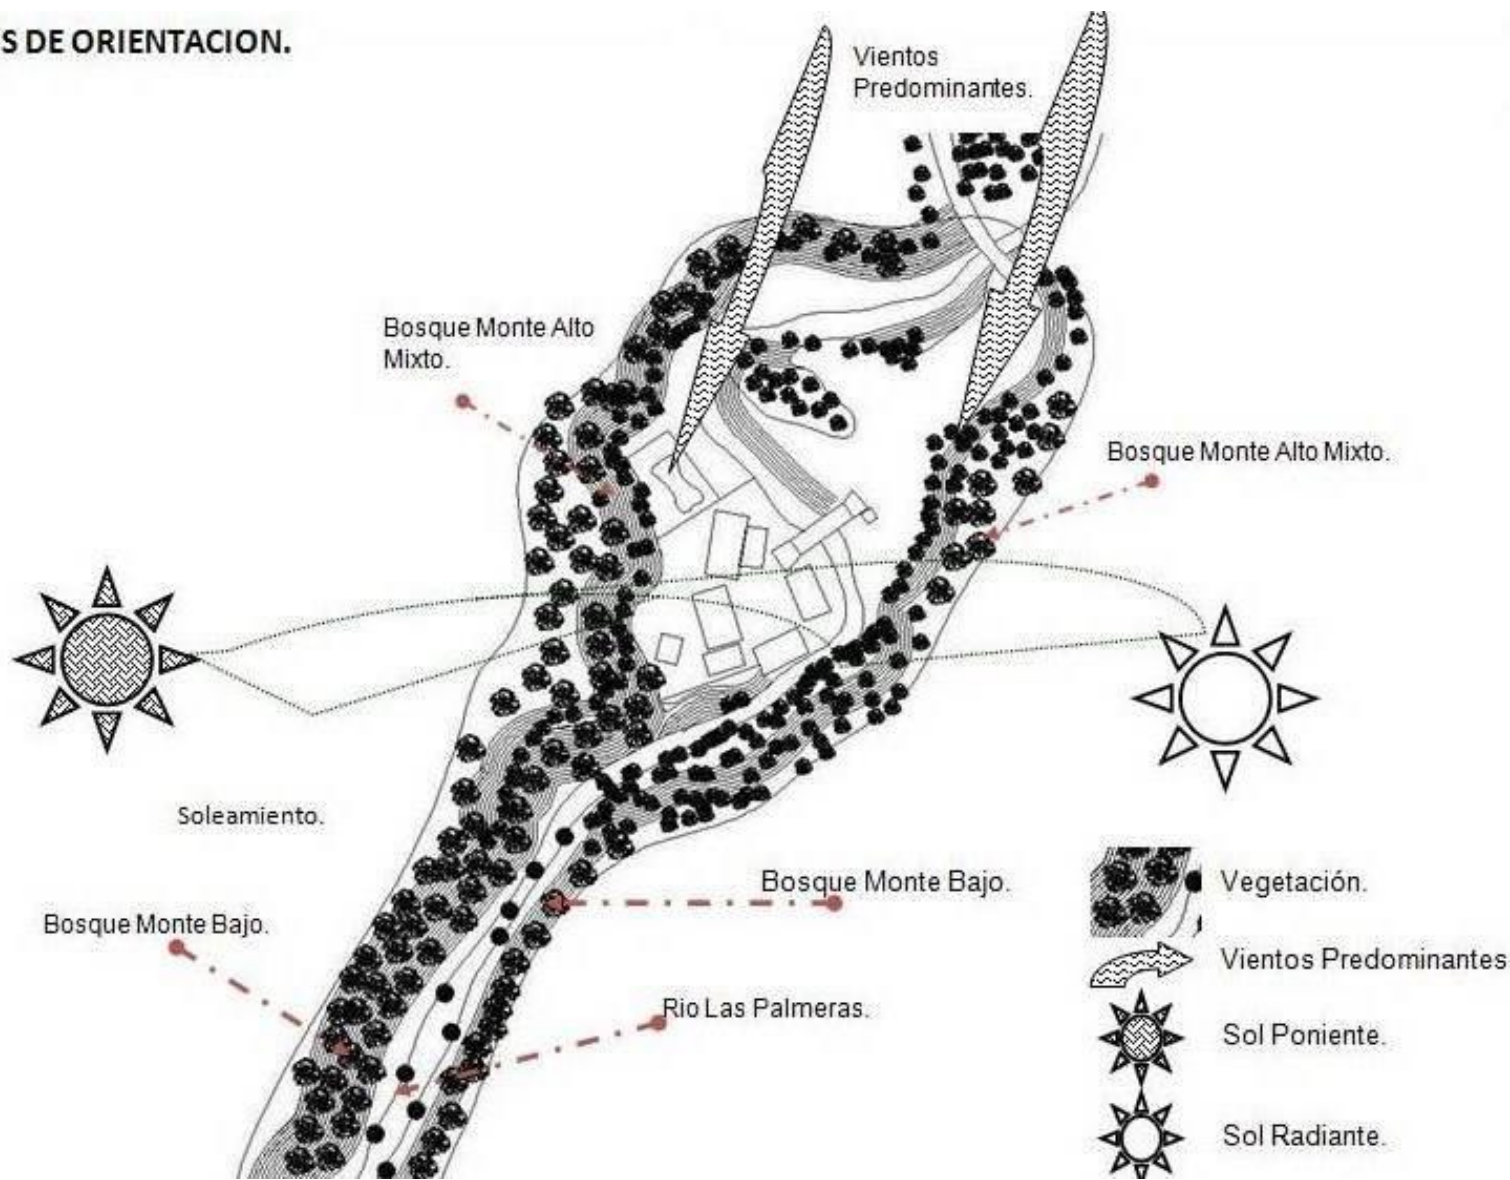 S DE ORIENTACION.
Vientos
Predominantes.
Bosque Monte Alto
Mixto.
Bosque Monte Alto Mixto.
Soleamiento.
Bosque Monte Bajo.
Bosque Monte Bajo.
Rio Las Palmeras.
Vegetación.
Vientos Predominantes
Sol Poniente.
Sol Radiante.